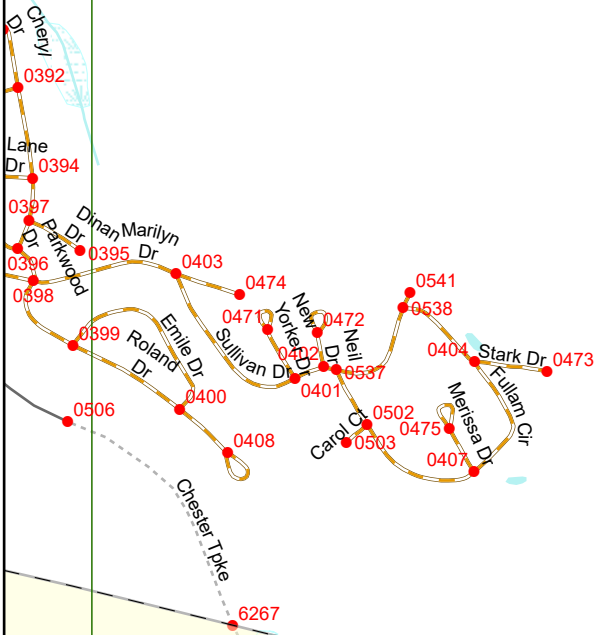 Dr
Cheryl
0392
Lane
Dr
0394
0397
Dinan
Dr
Marilyn
Dr
Dr
Parkwood
0395
0396
0398
0403
0474
0541
0538
0471
New
Yorker Dr
0472
Neil
Dr
0399
Emile Dr
Roland
Dr
Sullivan Dr
0402
0401
0537
0404
Stark Dr
0473
Fullam Cir
0400
0506
0408
Carol Ct
0502
0503
Merissa Dr
0475
0407
Chester Tpke
6267